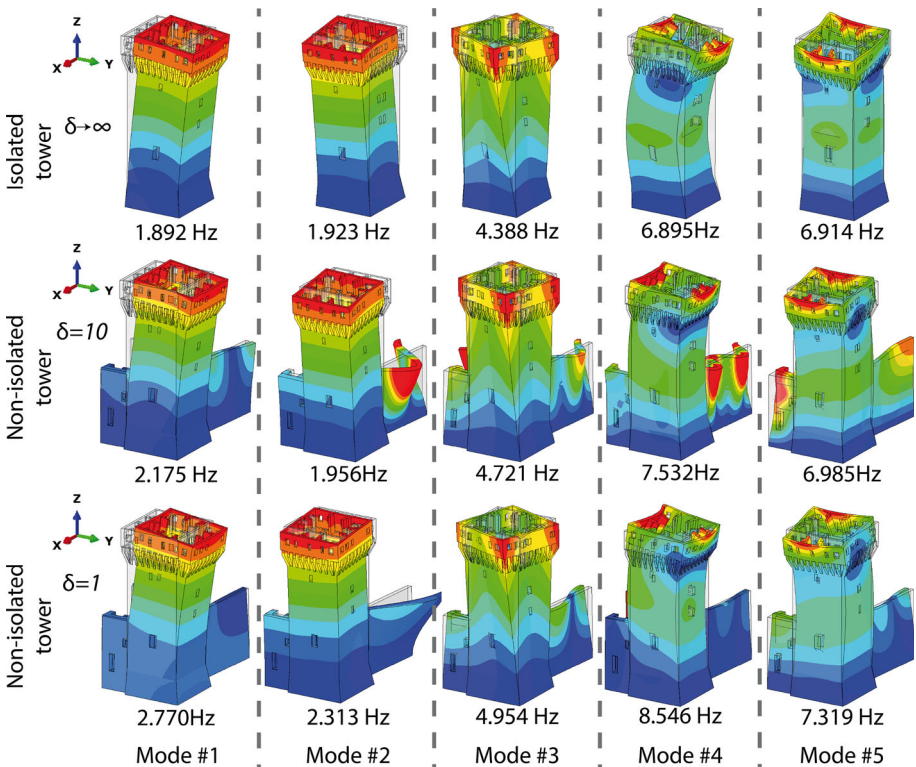 Z
X
Y
Isolated
tower
δ→∞
1.892 Hz
1.923 Hz
4.388 Hz
6.895Hz
6.914 Hz
Z
X
Y
Non-isolated
tower
δ=10
2.175 Hz
1.956Hz
4.721 Hz
7.532Hz
6.985Hz
Z
X
Y
Non-isolated
tower
δ=1
2.770Hz
2.313 Hz
4.954 Hz
8.546 Hz
7.319 Hz
Mode #1
Mode #2
Mode #3
Mode #4
Mode #5